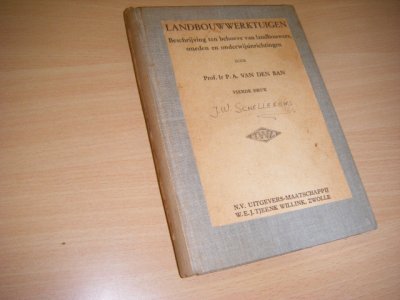 LANDBOUWWERKTUIGEN
Beschrijving ten behoeve van landbouwers,
smeden en onderwijsinrichtingen
DOOR
Prof. Ir P. A. VAN DEN BAN
VIERDE DRUK
J.W. SCHELLEKENS
N.V. UITGEVERS-MAATSCHAPPIJ
W.E.J. TJEENK WILLINK, ZWOLLE